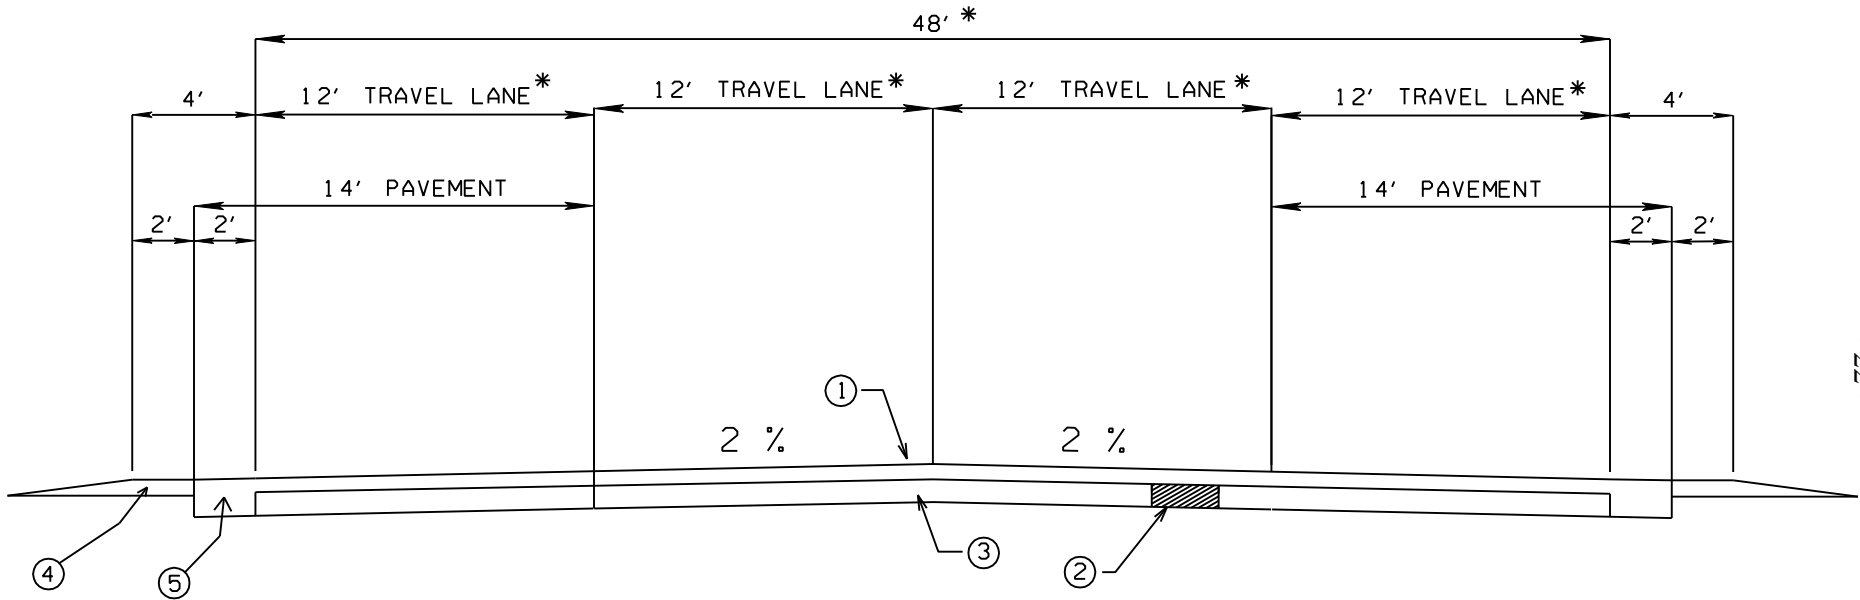 48' *
4' 12' TRAVEL LANE* 12' TRAVEL LANE* 12' TRAVEL LANE* 12' TRAVEL LANE* 4'
14' PAVEMENT 14' PAVEMENT
2' 2' 2' 2'
1
2 % 2 %
3
2
4
5